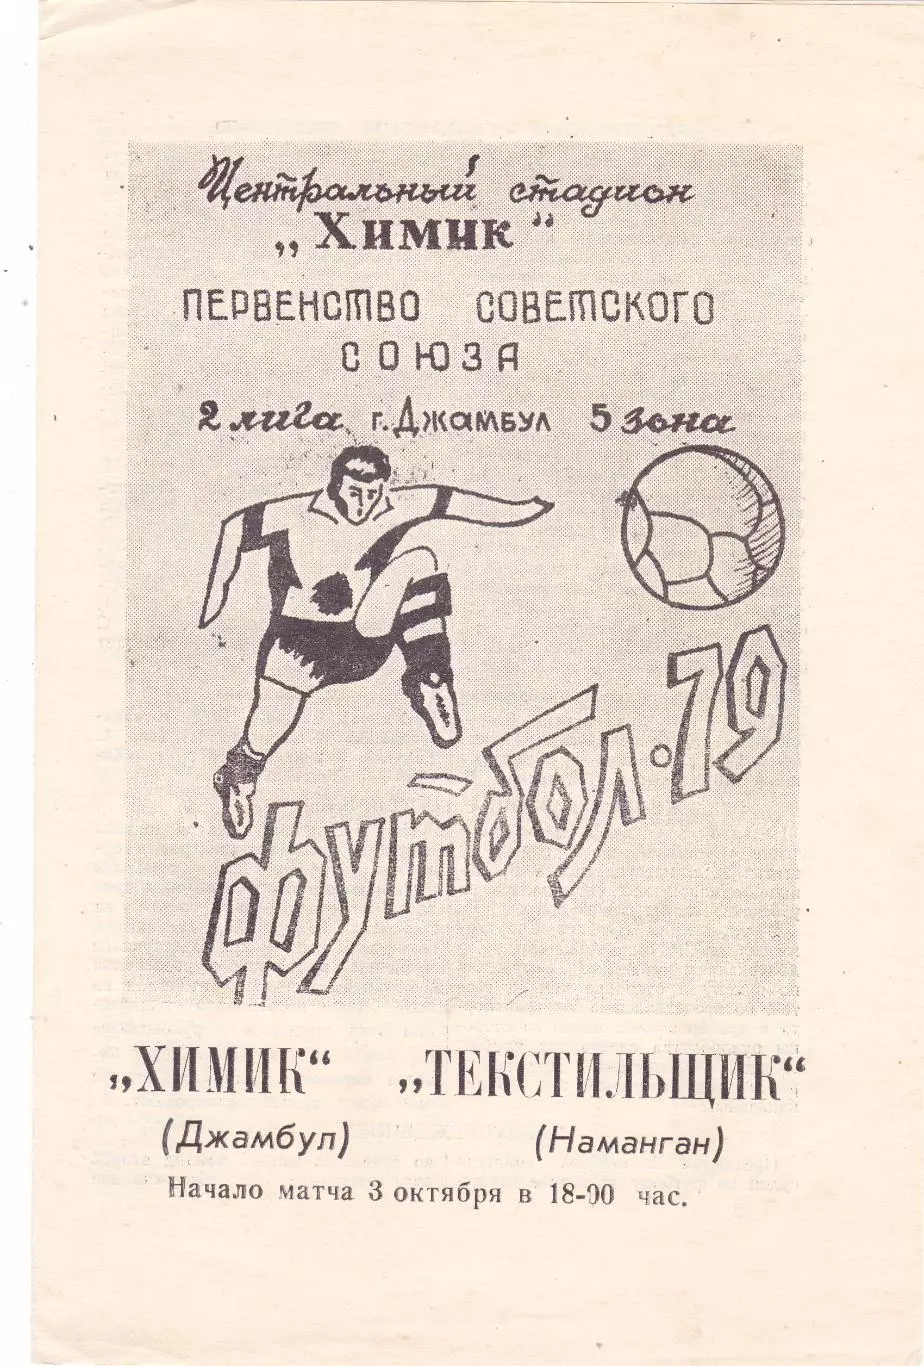 Центральный стадион
„Химик“
ПЕРВЕНСТВО СОВЕТСКОГО
СОЮЗА
2 лига г. Джамбул 5 зона
футбол·79
„ХИМИК“ „ТЕКСТИЛЬЩИК“
(Джамбул) (Наманган)
Начало матча 3 октября в 18-00 час.